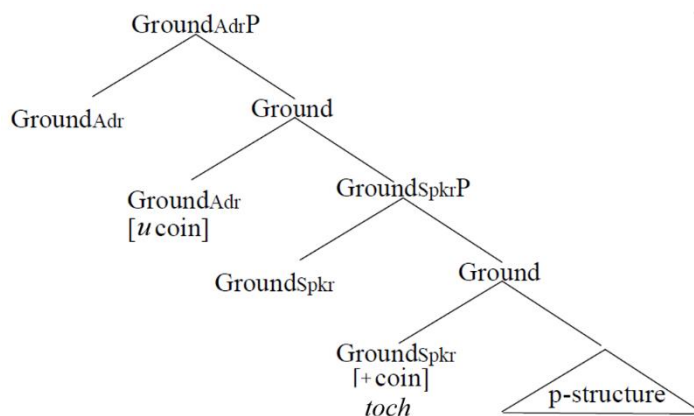 GroundAdrP
GroundAdr
Ground
GroundAdr
[u coin]
GroundSpkrP
GroundSpkr
Ground
GroundSpkr
[+coin]
toch
p-structure